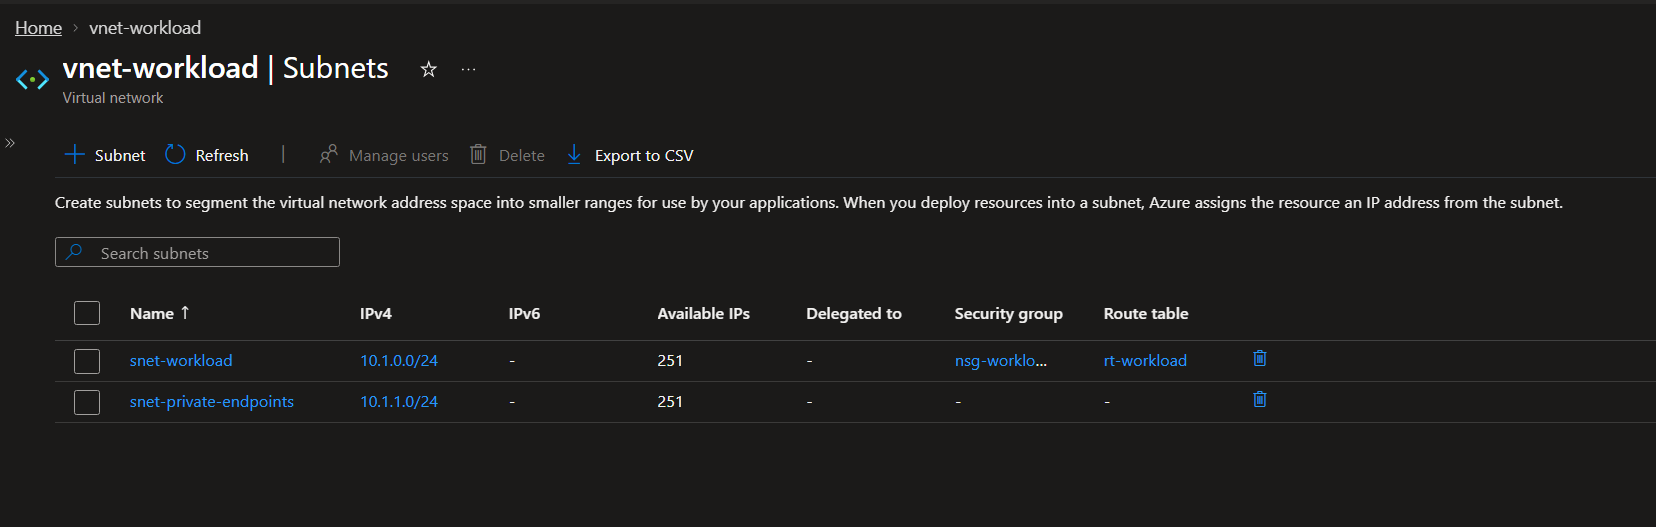 Home > vnet-workload
vnet-workload | Subnets ☆ ...
Virtual network
»
+ Subnet Refresh | Manage users Delete Export to CSV
Create subnets to segment the virtual network address space into smaller ranges for use by your applications. When you deploy resources into a subnet, Azure assigns the resource an IP address from the subnet.
Search subnets
Name ↑ IPv4 IPv6 Available IPs Delegated to Security group Route table
snet-workload 10.1.0.0/24 - 251 - nsg-worklo... rt-workload
snet-private-endpoints 10.1.1.0/24 - 251 - - -